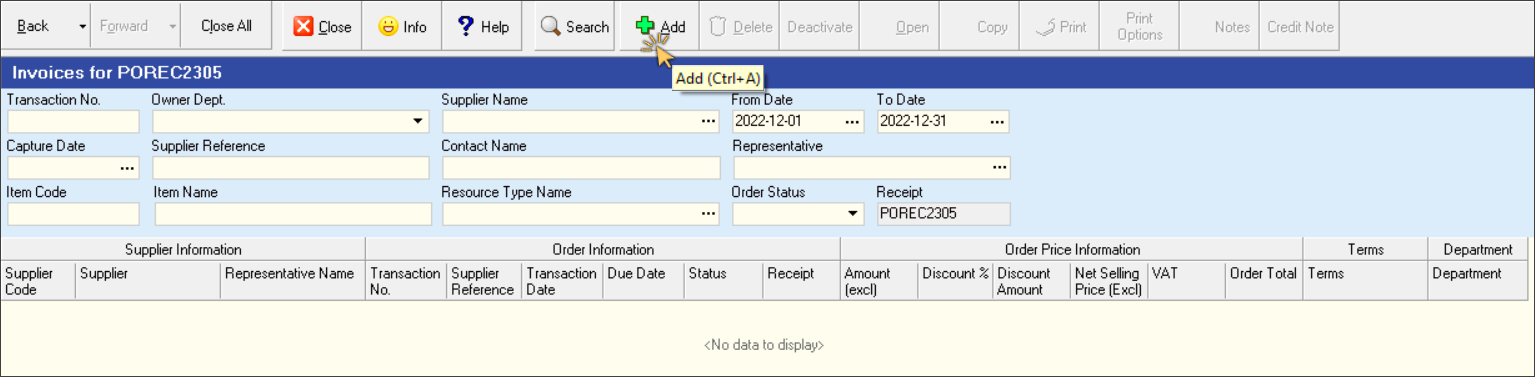 Back Forward Close All Close Info Help Search Add Delete Deactivate Open Copy Print Print Options Notes Credit Note
Add (Ctrl+A)
Invoices for POREC2305
Transaction No. Owner Dept. Supplier Name From Date To Date
2022-12-01 ... 2022-12-31 ...
Capture Date Supplier Reference Contact Name Representative
Item Code Item Name Resource Type Name Order Status Receipt
POREC2305
Supplier Information Order Information Order Price Information Terms Department
Supplier Code Supplier Representative Name Transaction No. Supplier Reference Transaction Date Due Date Status Receipt Amount (excl) Discount % Discount Amount Net Selling Price (Excl) VAT Order Total Terms Department
<No data to display>